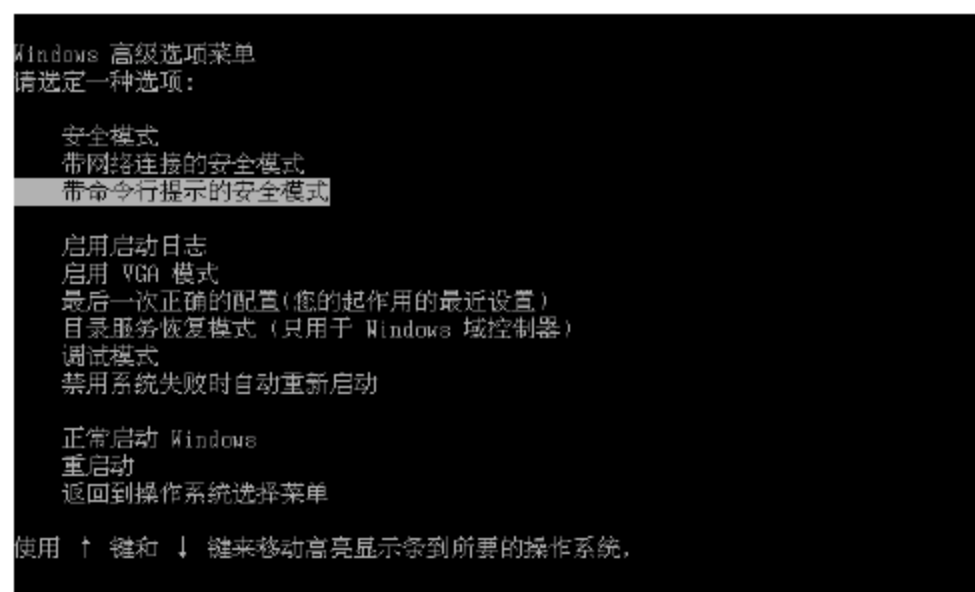 Windows 高级选项菜单
请选定一种选项:
安全模式
带网络连接的安全模式
带命令行提示的安全模式
启用启动日志
启用 VGA 模式
最后一次正确的配置(您的起作用的最近设置)
目录服务恢复模式 (只用于 Windows 域控制器)
调试模式
禁用系统失败时自动重新启动
正常启动 Windows
重启动
返回到操作系统选择菜单
使用 ↑ 键和 ↓ 键来移动高亮显示条到所要的操作系统,